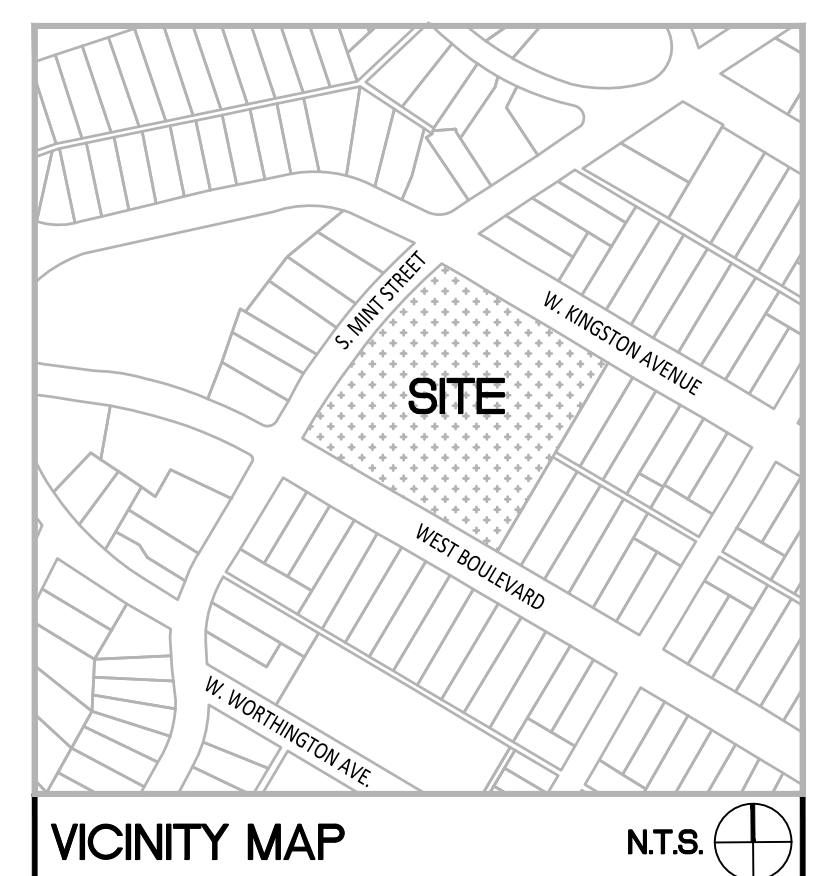 S. MINT STREET
W. KINGSTON AVENUE
SITE
WEST BOULEVARD
W. WORTHINGTON AVE.
VICINITY MAP
N.T.S.